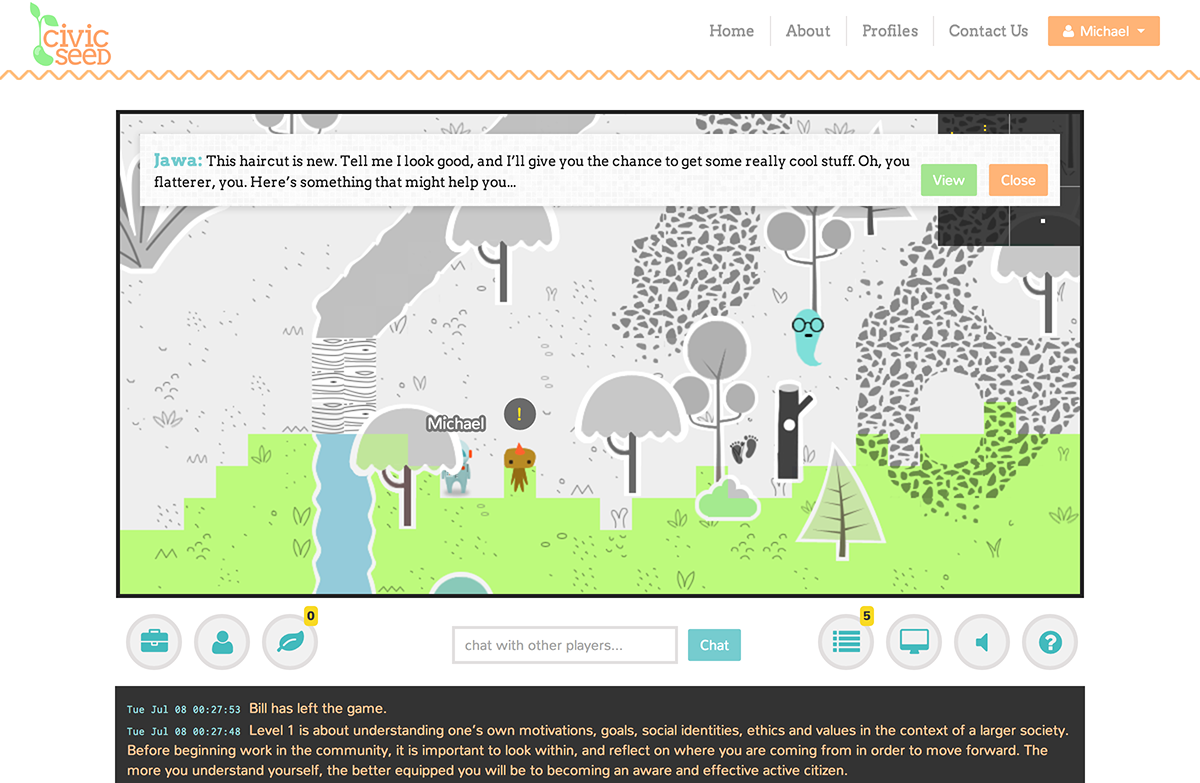 civic
seed
Home
About
Profiles
Contact Us
Michael
Jawa: This haircut is new. Tell me I look good, and I’ll give you the chance to get some really cool stuff. Oh, you
flatterer, you. Here’s something that might help you...
View
Close
Michael
!
0
chat with other players...
Chat
5
?
Tue Jul 08 00:27:53 Bill has left the game.
Tue Jul 08 00:27:48 Level 1 is about understanding one’s own motivations, goals, social identities, ethics and values in the context of a larger society.
Before beginning work in the community, it is important to look within, and reflect on where you are coming from in order to move forward. The
more you understand yourself, the better equipped you will be to becoming an aware and effective active citizen.